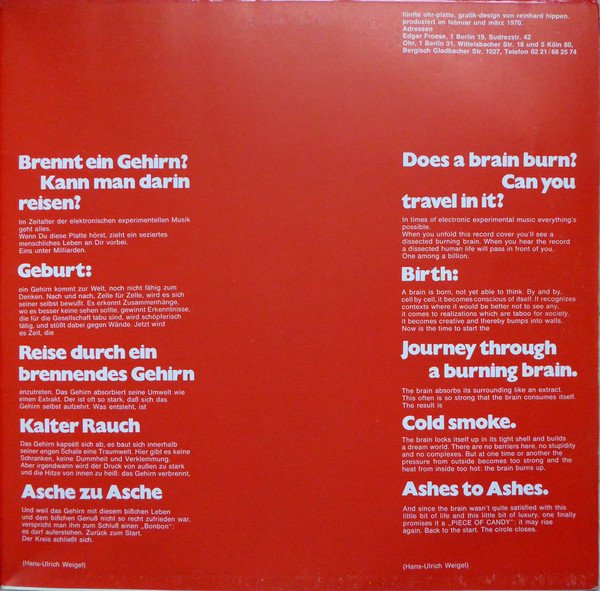 fünfte ohr-platte. grafik-design von reinhard hippen.
produziert im februar und märz 1970.
Adressen
Edgar Froese, 1 Berlin 19, Sudrezstr. 42
Ohr, 1 Berlin 31, Wittelsbacher Str. 18 und 5 Köln 80,
Bergisch Gladbacher Str. 1027, Telefon 02 21/68 25 74
Brennt ein Gehirn?
Kann man darin
reisen?
Im Zeitalter der elektronischen experimentellen Musik
geht alles.
Wenn Du diese Platte hörst, zieht ein seziertes
menschliches Leben an Dir vorbei.
Eins unter Milliarden.
Geburt:
ein Gehirn kommt zur Welt, noch nicht fähig zum
Denken. Nach und nach, Zelle für Zelle, wird es sich
seiner selbst bewußt. Es erkennt Zusammenhänge,
wo es besser keine sehen sollte, gewinnt Erkenntnisse,
die für die Gesellschaft tabu sind, wird schöpferisch
tätig, und stößt dabei gegen Wände. Jetzt wird
es Zeit, die
Reise durch ein
brennendes Gehirn
anzutreten. Das Gehirn absorbiert seine Umwelt wie
einen Extrakt. Der ist oft so stark, daß sich das
Gehirn selbst aufzehrt. Was entsteht, ist
Kalter Rauch
Das Gehirn kapselt sich ab, es baut sich innerhalb
seiner engen Schale eine Traumwelt. Hier gibt es keine
Schranken, keine Dummheit und Verklemmung.
Aber irgendwann wird der Druck von außen zu stark
und die Hitze von innen zu heiß: das Gehirn verbrennt.
Asche zu Asche
Und weil das Gehirn mit diesem bißchen Leben
und dem bißchen Genuß nicht so recht zufrieden war,
verspricht man ihm zum Schluß einen „Bonbon":
es darf auferstehen. Zurück zum Start.
Der Kreis schließt sich.
(Hans-Ulrich Weigel)
Does a brain burn?
Can you
travel in it?
In times of electronic experimental music everything's
possible.
When you unfold this record cover you'll see a
dissected burning brain. When you hear the record
a dissected human life will pass in front of you.
One among a billion.
Birth:
A brain is born, not yet able to think. By and by,
cell by cell, it becomes conscious of itself. It recognizes
contexts where it would be better not to see any,
it comes to realizations which are taboo for society,
it becomes creative and thereby bumps into walls.
Now is the time to start the
Journey through
a burning brain.
The brain absorbs its surrounding like an extract.
This often is so strong that the brain consumes itself.
The result is
Cold smoke.
The brain locks itself up in its tight shell and builds
a dream world. There are no barriers here, no stupidity
and no complexes. But at one time or another the
pressure from outside becomes too strong and the
heat from inside too hot: the brain burns up.
Ashes to Ashes.
And since the brain wasn't quite satisfied with this
little bit of life and this little bit of luxury, one finally
promises it a „PIECE OF CANDY": it may rise
again. Back to the start. The circle closes.
(Hans-Ulrich Weigel)